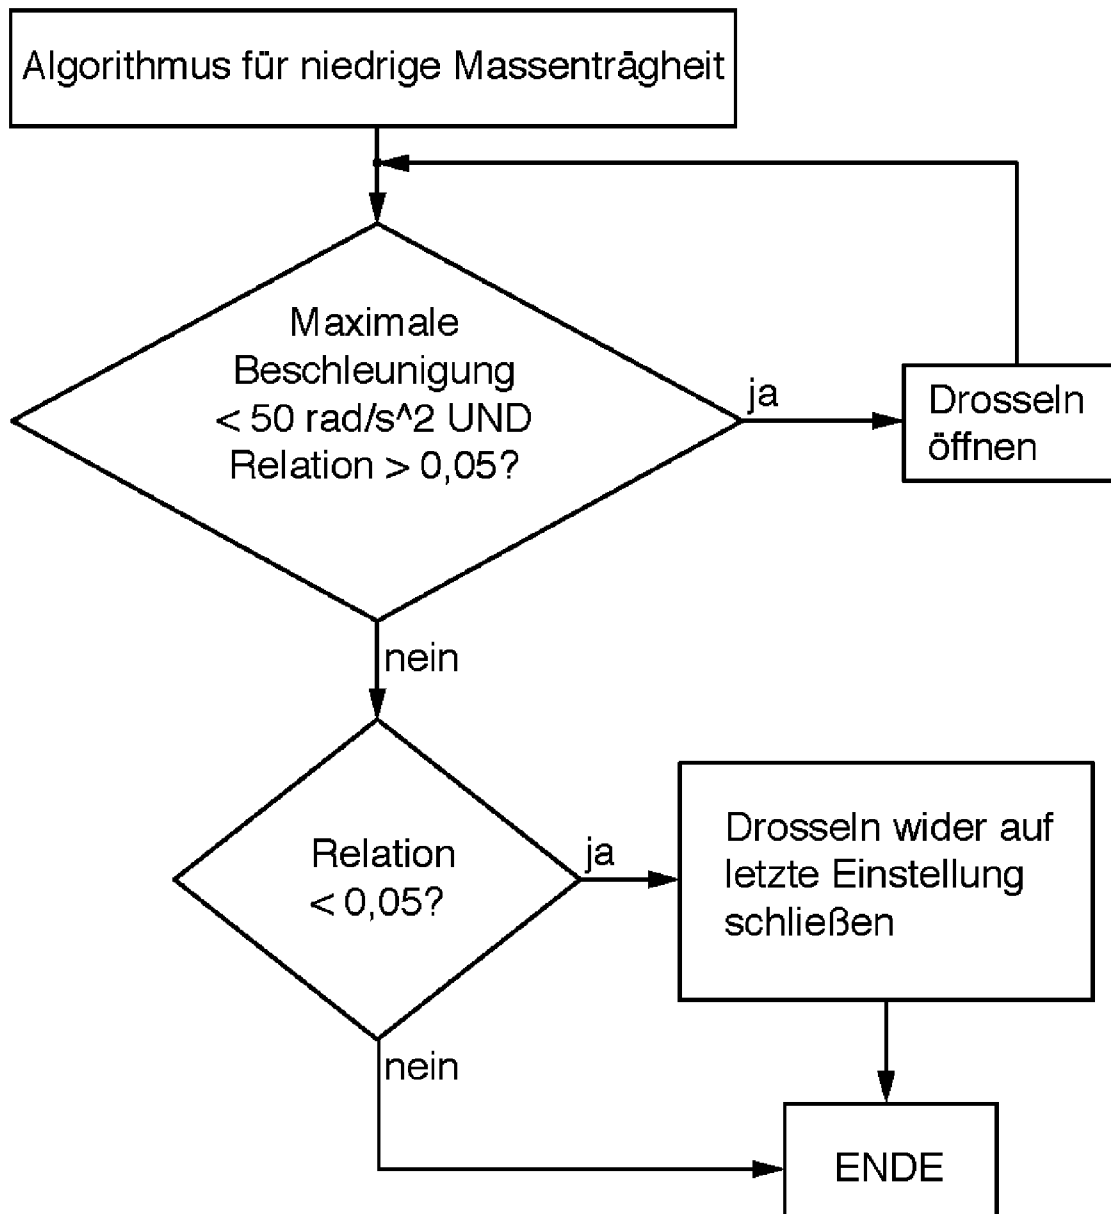 Algorithmus für niedrige Massenträgheit
Maximale
Beschleunigung
< 50 rad/s^2 UND
Relation > 0,05?
ja
Drosseln
öffnen
nein
Relation
< 0,05?
ja
Drosseln wider auf
letzte Einstellung
schließen
nein
ENDE